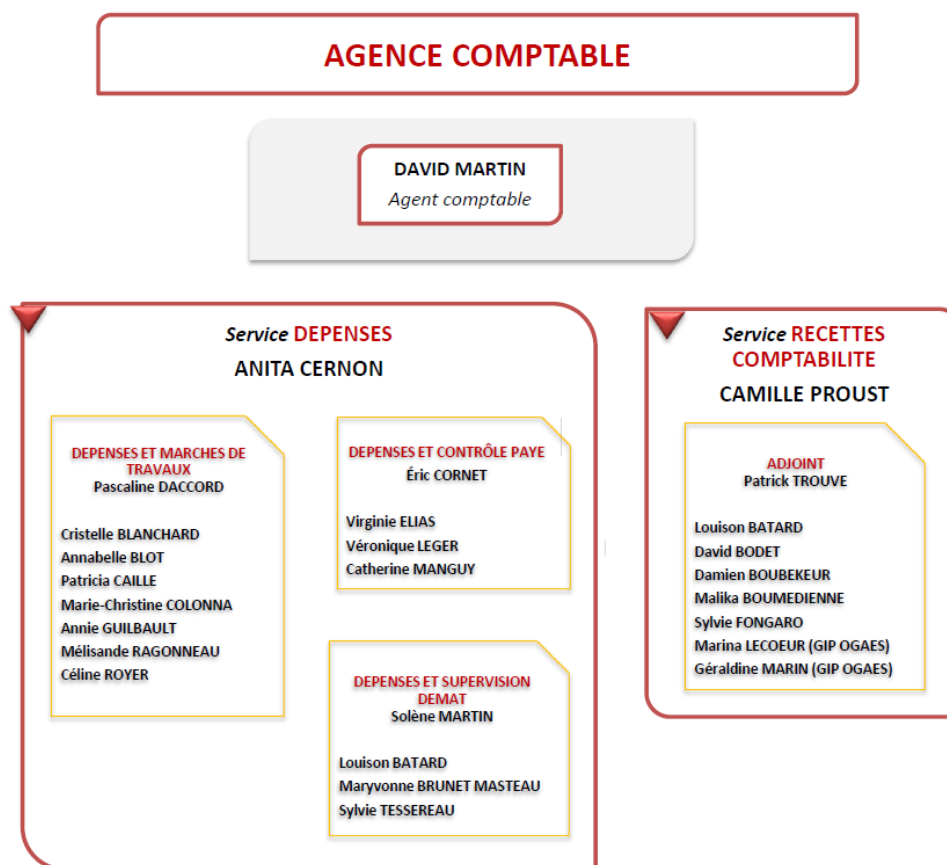 AGENCE COMPTABLE
DAVID MARTIN
Agent comptable
Service DEPENSES
ANITA CERNON
DEPENSES ET MARCHES DE
TRAVAUX
Pascaline DACCORD
Cristelle BLANCHARD
Annabelle BLOT
Patricia CAILLE
Marie-Christine COLONNA
Annie GUILBAULT
Mélisande RAGONNEAU
Céline ROYER
DEPENSES ET CONTRÔLE PAYE
Éric CORNET
Virginie ELIAS
Véronique LEGER
Catherine MANGUY
DEPENSES ET SUPERVISION
DEMAT
Solène MARTIN
Louison BATARD
Maryvonne BRUNET MASTEAU
Sylvie TESSEREAU
Service RECETTES
COMPTABILITE
CAMILLE PROUST
ADJOINT
Patrick TROUVE
Louison BATARD
David BODET
Damien BOUBEKEUR
Malika BOUMEDIENNE
Sylvie FONGARO
Marina LECOEUR (GIP OGAES)
Géraldine MARIN (GIP OGAES)